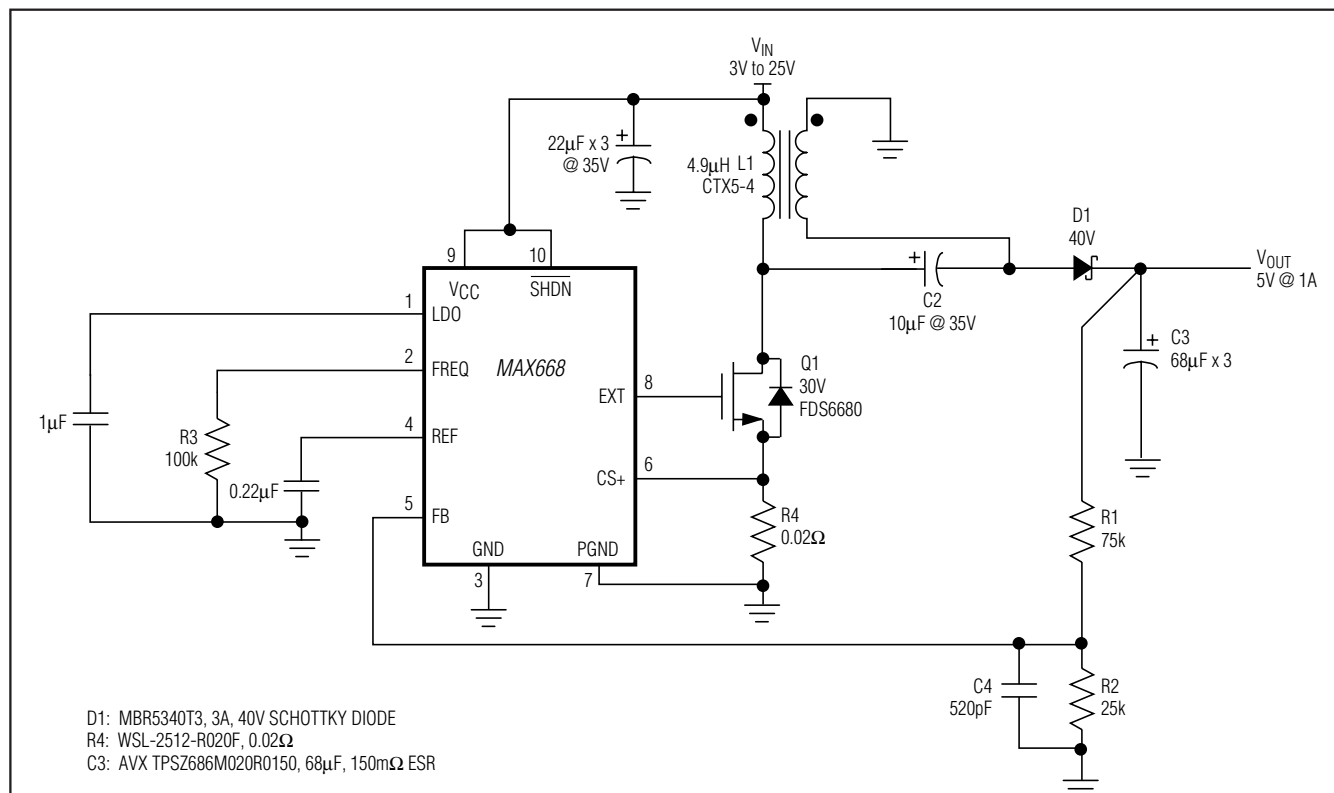 VIN
3V to 25V
22µF x 3
@ 35V
4.9µH L1
CTX5-4
D1
40V
VOUT
5V @ 1A
C2
10µF @ 35V
C3
68µF x 3
9
10
VCC
SHDN
1
LDO
2
FREQ
MAX668
Q1
30V
FDS6680
8
EXT
1µF
R3
100k
4
REF
0.22µF
6
CS+
5
FB
R4
0.02Ω
R1
75k
GND
PGND
3
7
C4
520pF
R2
25k
D1: MBR5340T3, 3A, 40V SCHOTTKY DIODE
R4: WSL-2512-R020F, 0.02Ω
C3: AVX TPSZ686M020R0150, 68µF, 150mΩ ESR